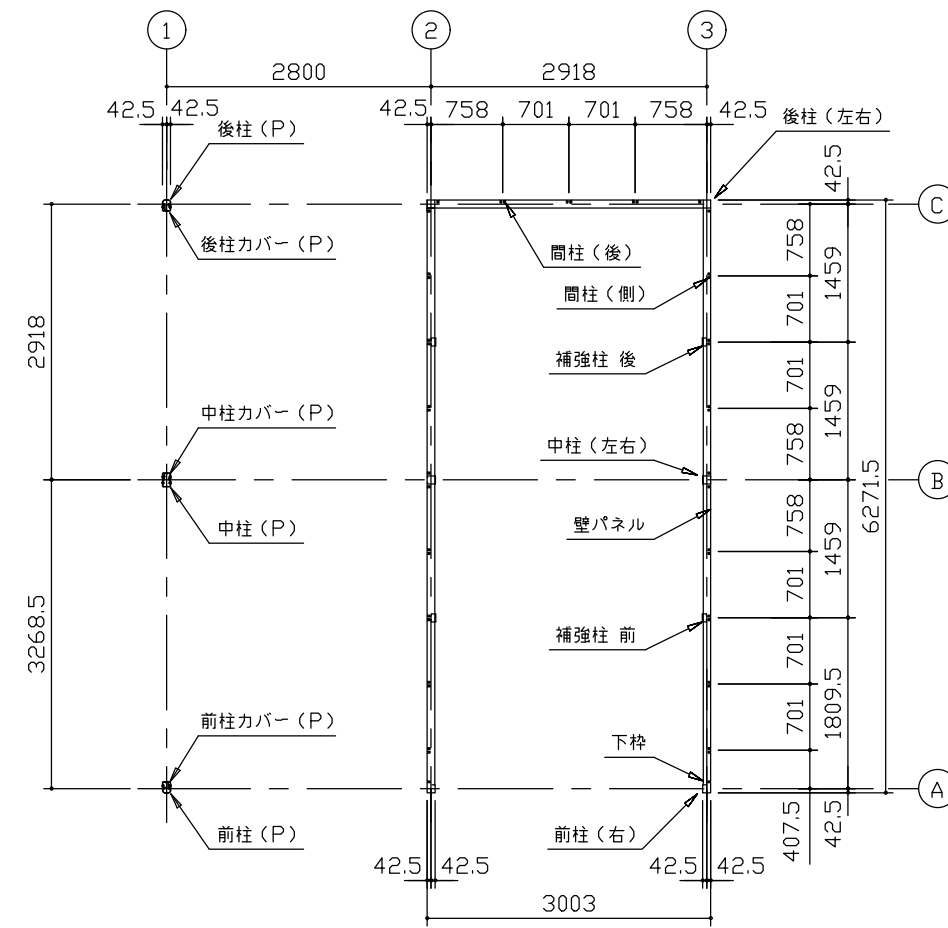 1
2
3
2800
2918
42.5 42.5
42.5 758 701 701 758 42.5
後柱(P)
後柱(左右)
42.5
C
後柱カバー(P)
間柱(後)
758
1459
間柱(側)
701
2918
補強柱 後
701
1459
中柱カバー(P)
中柱(左右)
758
B
6271.5
中柱(P)
壁パネル
758
1459
701
補強柱 前
701
3268.5
1809.5
701
前柱カバー(P)
下枠
A
前柱(P)
前柱(右)
407.5
42.5
42.5 42.5
42.5 42.5
3003